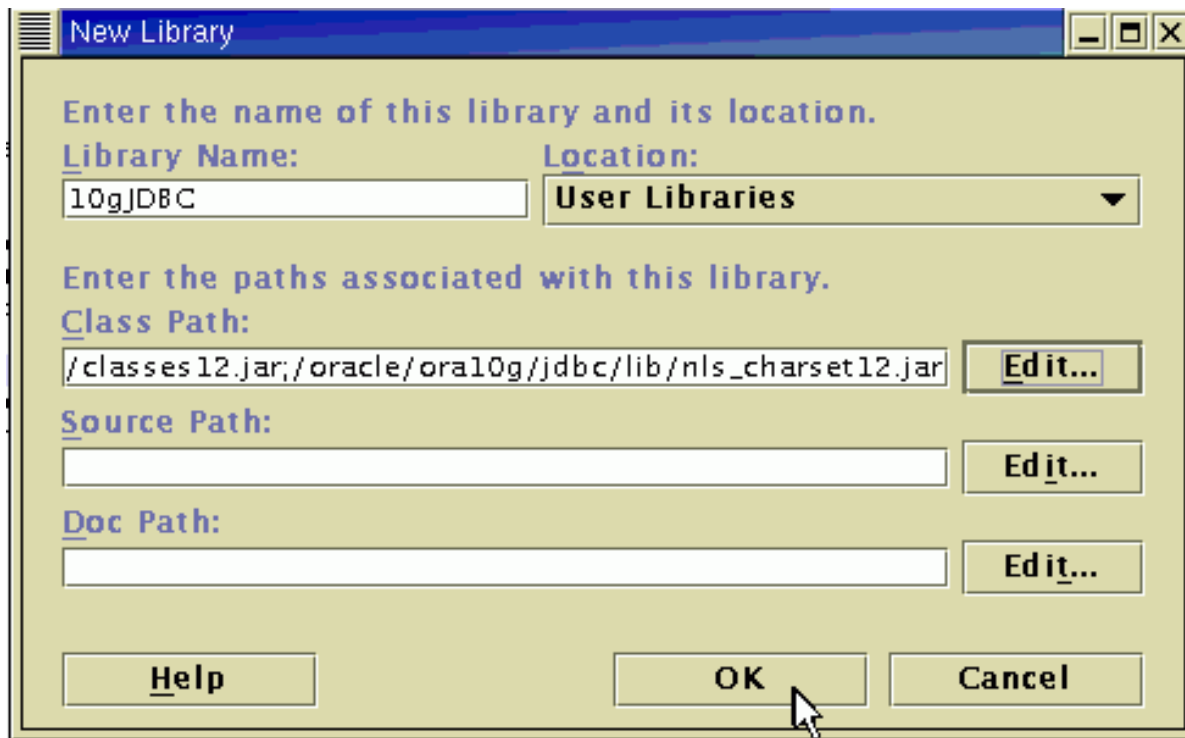 New Library
Enter the name of this library and its location.
Library Name: Location:
10gJDBC User Libraries
Enter the paths associated with this library.
Class Path:
/classes12.jar;/oracle/ora10g/jdbc/lib/nls_charset12.jar Edit...
Source Path:
Edit...
Doc Path:
Edit...
Help OK Cancel